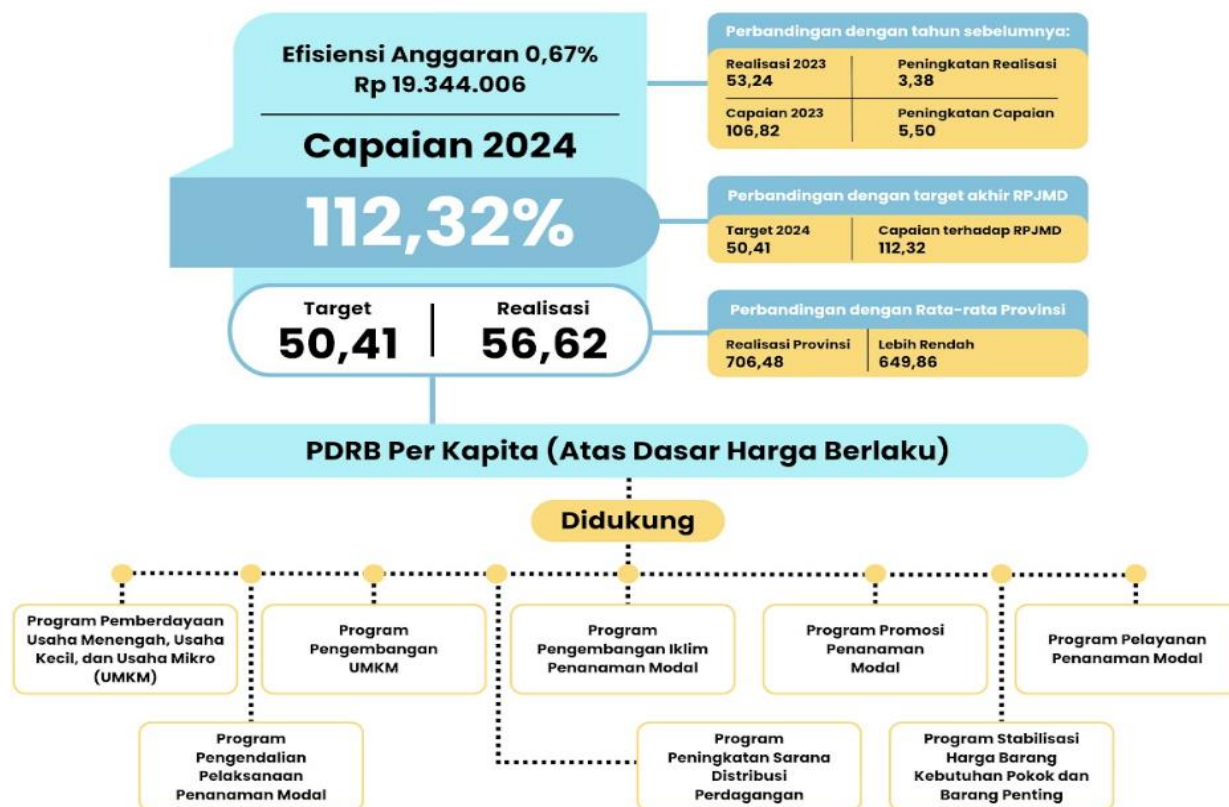 Efisiensi Anggaran 0,67%
Rp 19.344.006
Capaian 2024
112,32%
Target
50,41
Realisasi
56,62
Perbandingan dengan tahun sebelumnya:
Realisasi 2023
53,24
Peningkatan Realisasi
3,38
Capaian 2023
106,82
Peningkatan Capaian
5,50
Perbandingan dengan target akhir RPJMD
Target 2024
50,41
Capaian terhadap RPJMD
112,32
Perbandingan dengan Rata-rata Provinsi
Realisasi Provinsi
706,48
Lebih Rendah
649,86
PDRB Per Kapita (Atas Dasar Harga Berlaku)
Didukung
Program Pemberdayaan
Usaha Menengah, Usaha
Kecil, dan Usaha Mikro
(UMKM)
Program
Pengembangan
UMKM
Program
Pengembangan Iklim
Penanaman Modal
Program Promosi
Penanaman
Modal
Program Pelayanan
Penanaman Modal
Program
Pengendalian
Pelaksanaan
Penanaman Modal
Program
Peningkatan Sarana
Distribusi
Perdagangan
Program Stabilisasi
Harga Barang
Kebutuhan Pokok dan
Barang Penting